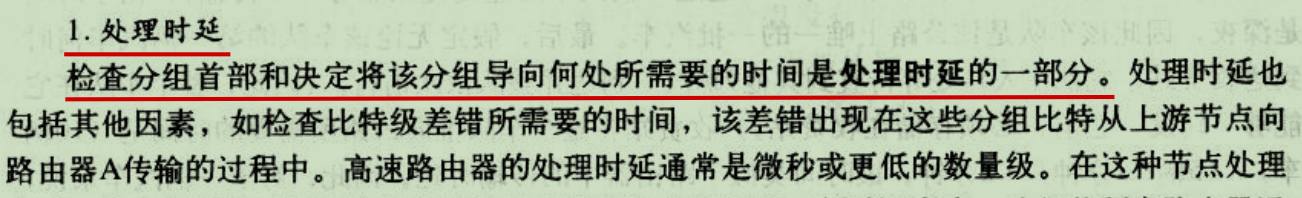 1. 处理时延
检查分组首部和决定将该分组导向何处所需要的时间是处理时延的一部分。处理时延也
包括其他因素，如检查比特级差错所需要的时间，该差错出现在这些分组比特从上游节点向
路由器A传输的过程中。高速路由器的处理时延通常是微秒或更低的数量级。在这种节点处理